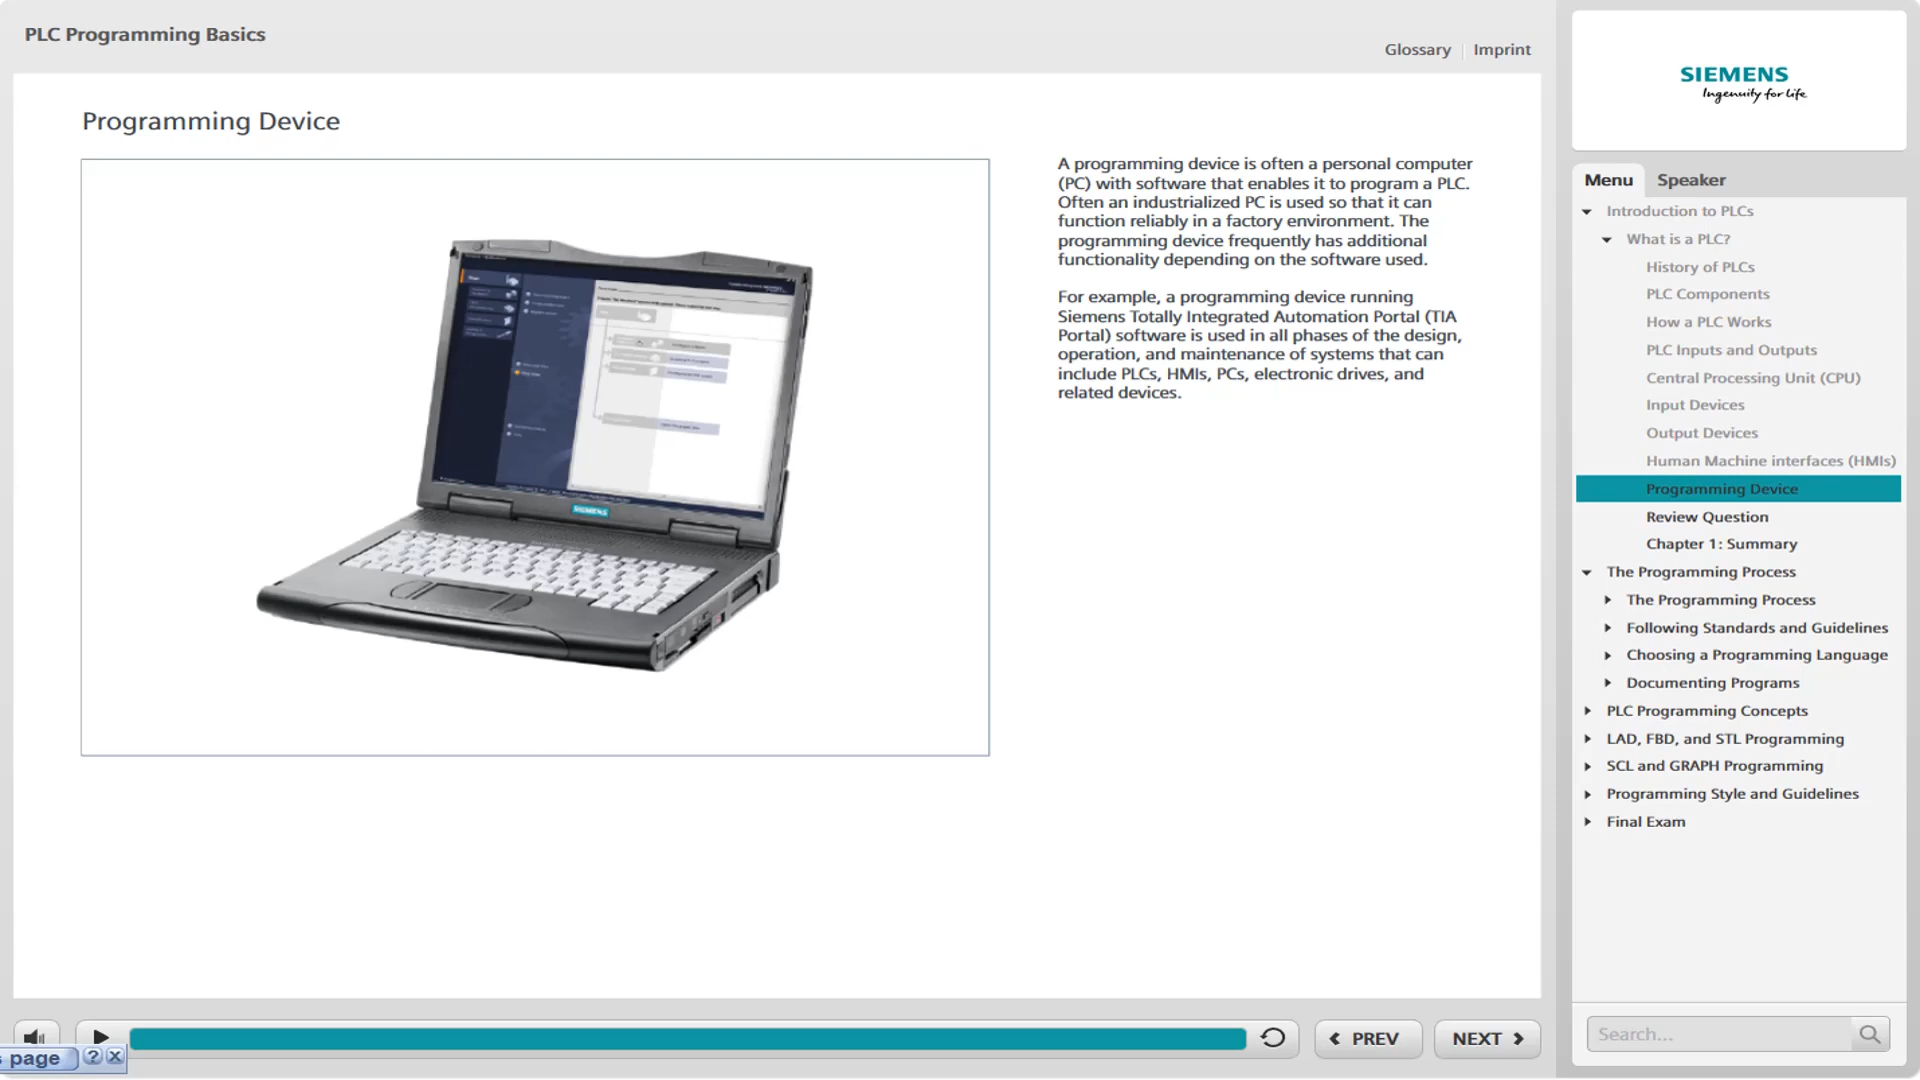 PLC Programming Basics
Glossary
Imprint
SIEMENS
Ingenuity for life
Programming Device
A programming device is often a personal computer
(PC) with software that enables it to program a PLC.
Often an industrialized PC is used so that it can
function reliably in a factory environment. The
programming device frequently has additional
functionality depending on the software used.
For example, a programming device running
Siemens Totally Integrated Automation Portal (TIA
Portal) software is used in all phases of the design,
operation, and maintenance of systems that can
include PLCs, HMIs, PCs, electronic drives, and
related devices.
SIEMENS
Menu
Speaker
Introduction to PLCs
What is a PLC?
History of PLCs
PLC Components
How a PLC Works
PLC Inputs and Outputs
Central Processing Unit (CPU)
Input Devices
Output Devices
Human Machine interfaces (HMIs)
Programming Device
Review Question
Chapter 1: Summary
The Programming Process
The Programming Process
Following Standards and Guidelines
Choosing a Programming Language
Documenting Programs
PLC Programming Concepts
LAD, FBD, and STL Programming
SCL and GRAPH Programming
Programming Style and Guidelines
Final Exam
Search...
PREV
NEXT
s page
?